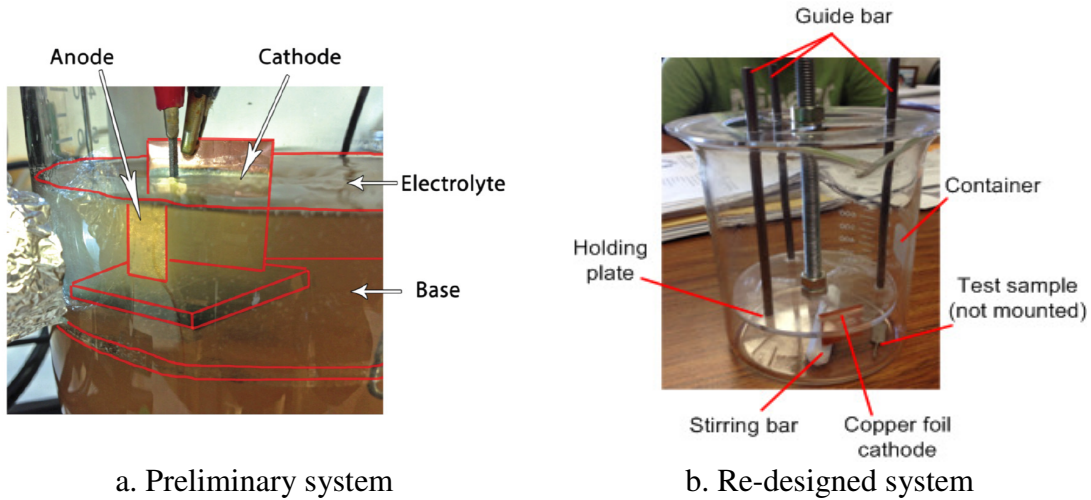 Anode
Cathode
Electrolyte
Base
a. Preliminary system
Guide bar
Container
Holding
plate
Test sample
(not mounted)
Stirring bar
Copper foil
cathode
b. Re-designed system